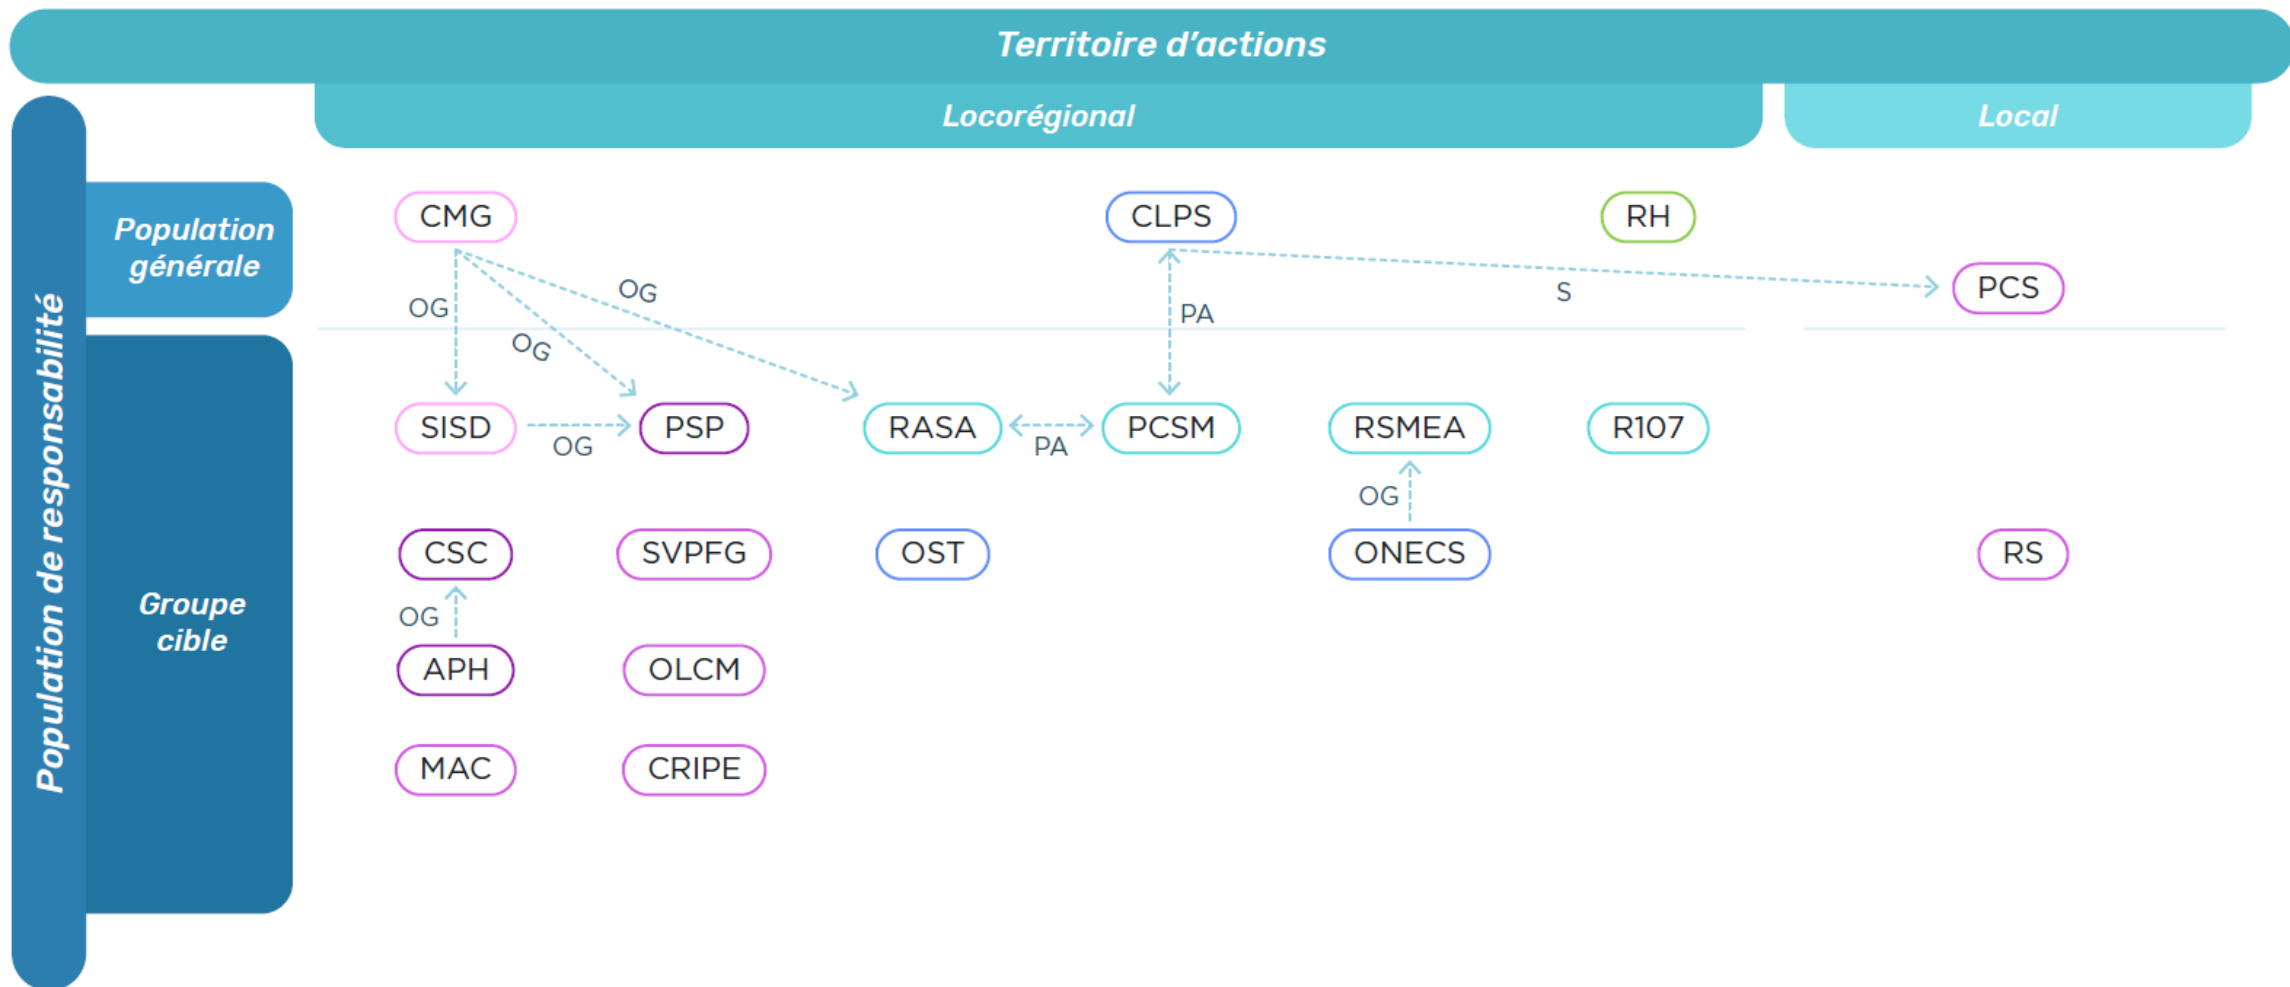 Territoire d'actions
Locorégional
Local
Population de responsabilité
Population
générale
CMG
CLPS
RH
PCS
OG
OG
OG
PA
S
Groupe
cible
SISD
OG
PSP
RASA
PA
PCSM
RSMEA
R107
OG
CSC
SVPFG
OST
ONECS
RS
OG
APH
OLCM
MAC
CRIPE